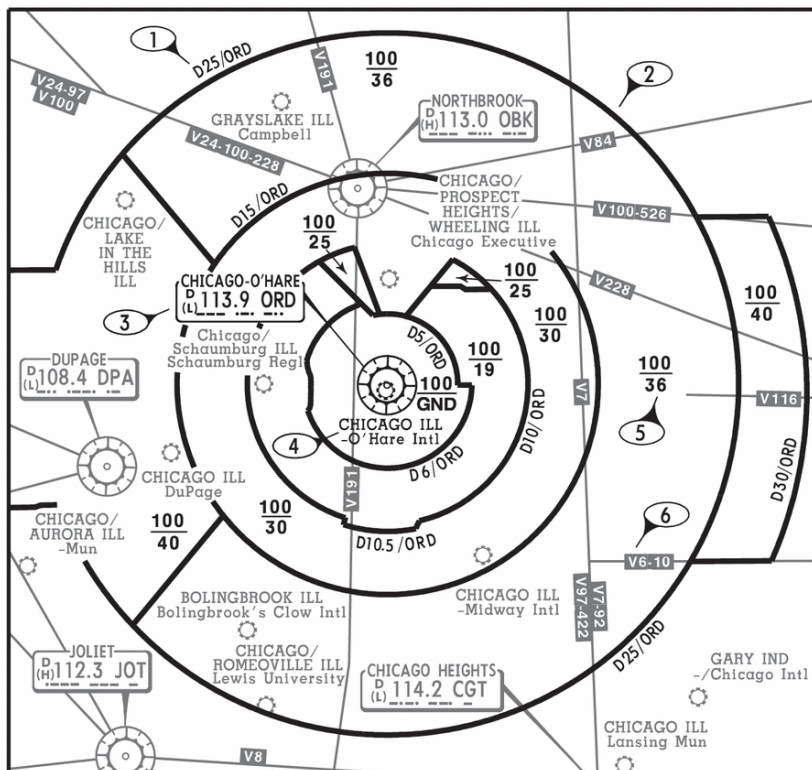 1
D25/ORD
V191
100
36
2
V24-97
V100
GRAYSLAKE ILL
Campbell
NORTHBROOK
D
(H) 113.0 OBK
V24-100-228
V84
D15/ORD
CHICAGO/
PROSPECT
HEIGHTS/
WHEELING ILL
Chicago Executive
V100-526
CHICAGO/
LAKE
IN THE
HILLS
ILL
100
25
100
25
V228
CHICAGO-O'HARE
D
(L) 113.9 ORD
100
40
3
100
30
Chicago/
Schaumburg ILL
Schaumburg Regl
D5/ORD
100
19
DUPAGE
D
(L) 108.4 DPA
100
GND
100
36
V7
V116
CHICAGO ILL
-O'Hare Intl
D10/ORD
4
5
D6/ORD
CHICAGO ILL
DuPage
V191
D30/ORD
CHICAGO/
AURORA ILL
-Mun
100
40
100
30
6
D10.5/ORD
V6-10
BOLINGBROOK ILL
Bolingbrook's Clow Intl
CHICAGO ILL
-Midway Intl
V97-422
V7-92
CHICAGO/
ROMEOVILLE ILL
Lewis University
D25/ORD
JOLIET
D
(H) 112.3 JOT
CHICAGO HEIGHTS
D
(L) 114.2 CGT
GARY IND
-/Chicago Intl
CHICAGO ILL
Lansing Mun
V8